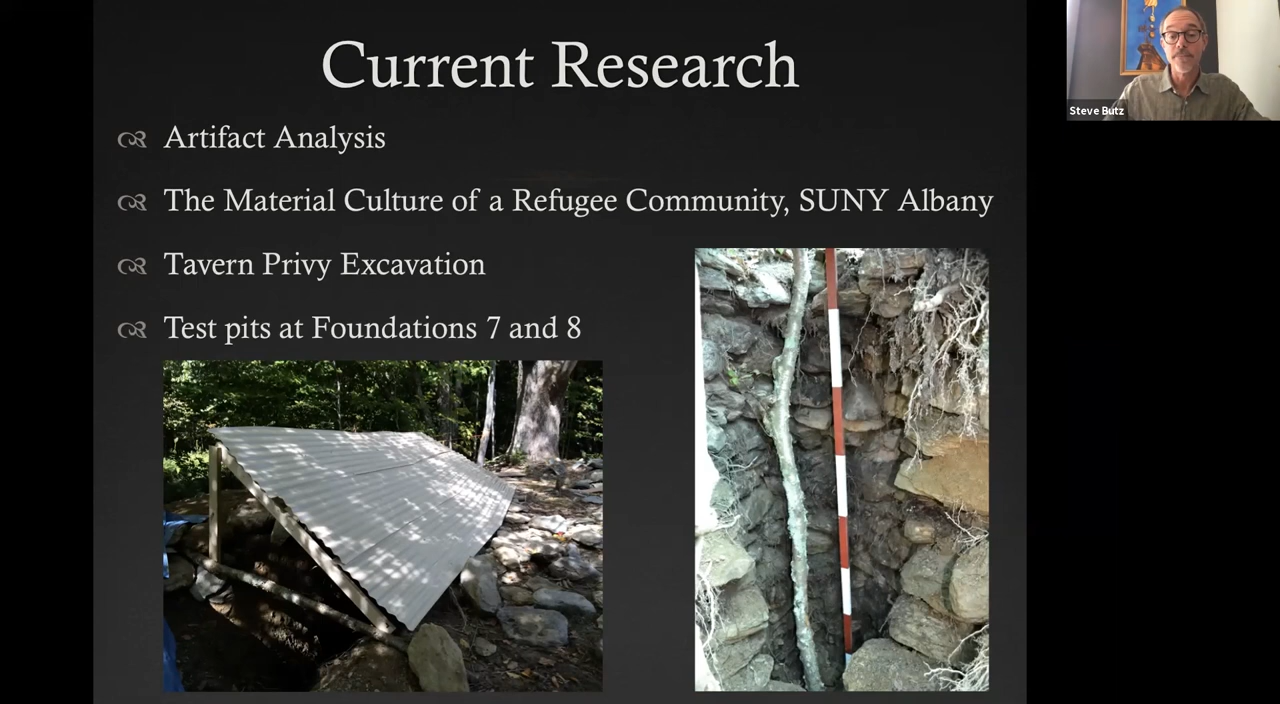 Current Research
Artifact Analysis
The Material Culture of a Refugee Community, SUNY Albany
Tavern Privy Excavation
Test pits at Foundations 7 and 8
Steve Butz